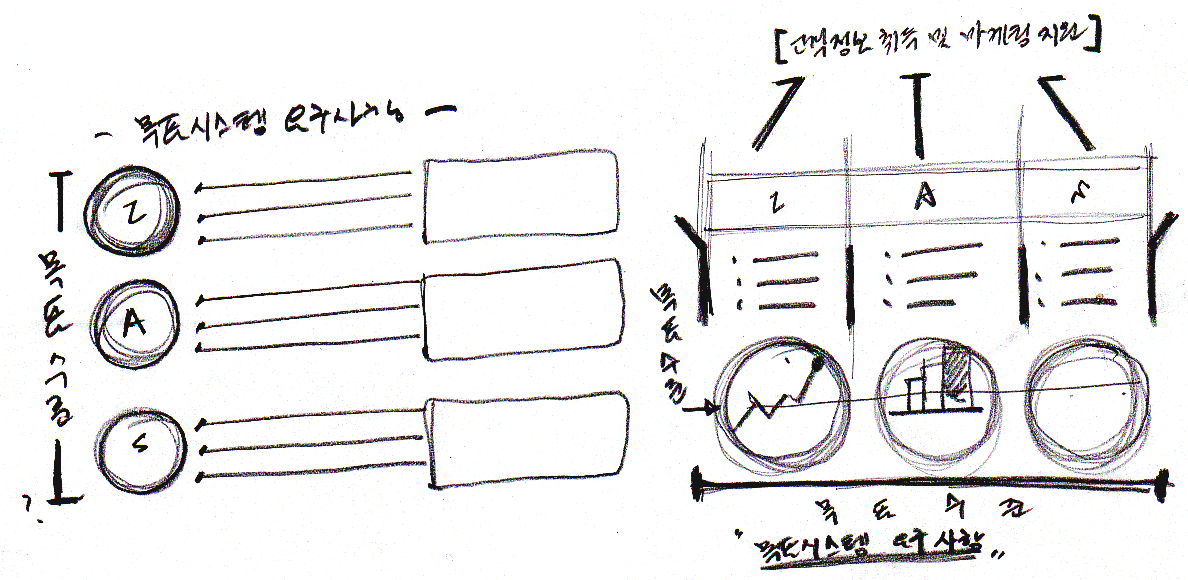 - 목표시스템 요구사항 -
Z
A
S
목표수준
?
[고객정보 취득 및 마케팅 지원]
Z A S
목표수준
목표수준
"목표시스템 요구사항"